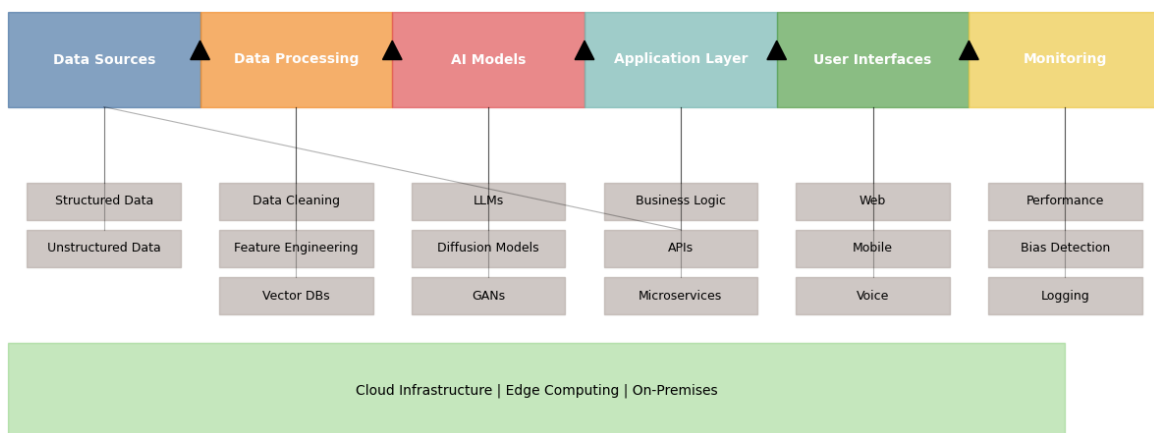 Data Sources
Data Processing
AI Models
Application Layer
User Interfaces
Monitoring
Structured Data
Data Cleaning
LLMs
Business Logic
Web
Performance
Unstructured Data
Feature Engineering
Diffusion Models
APIs
Mobile
Bias Detection
Vector DBs
GANs
Microservices
Voice
Logging
Cloud Infrastructure | Edge Computing | On-Premises